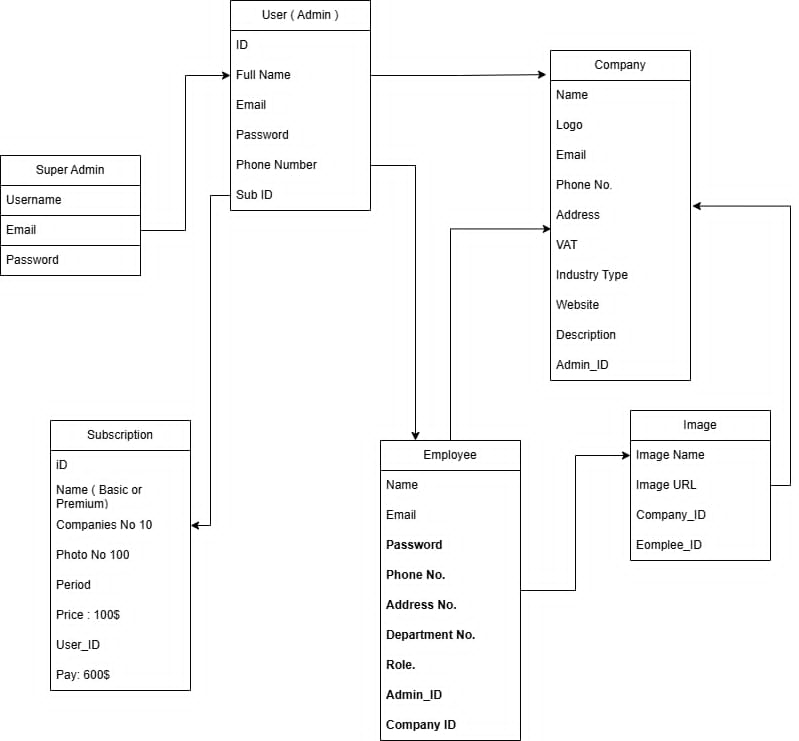 User ( Admin )
ID
Full Name
Email
Password
Phone Number
Sub ID
Company
Name
Logo
Email
Phone No.
Address
VAT
Industry Type
Website
Description
Admin_ID
Super Admin
Username
Email
Password
Subscription
ID
Name ( Basic or
Premium)
Companies No 10
Photo No 100
Period
Price : 100$
User_ID
Pay: 600$
Employee
Name
Email
Password
Phone No.
Address No.
Department No.
Role.
Admin_ID
Company ID
Image
Image Name
Image URL
Company_ID
Eomplee_ID